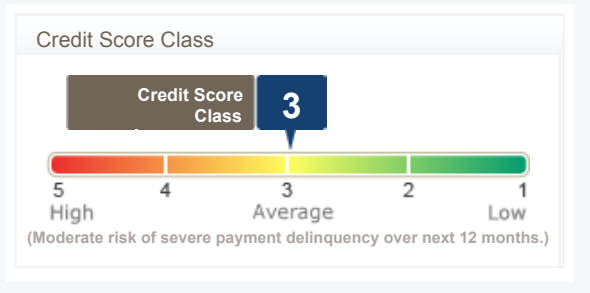 Credit Score Class
Credit Score
Class
3
5 4 3 2 1
High Average Low
(Moderate risk of severe payment delinquency over next 12 months.)